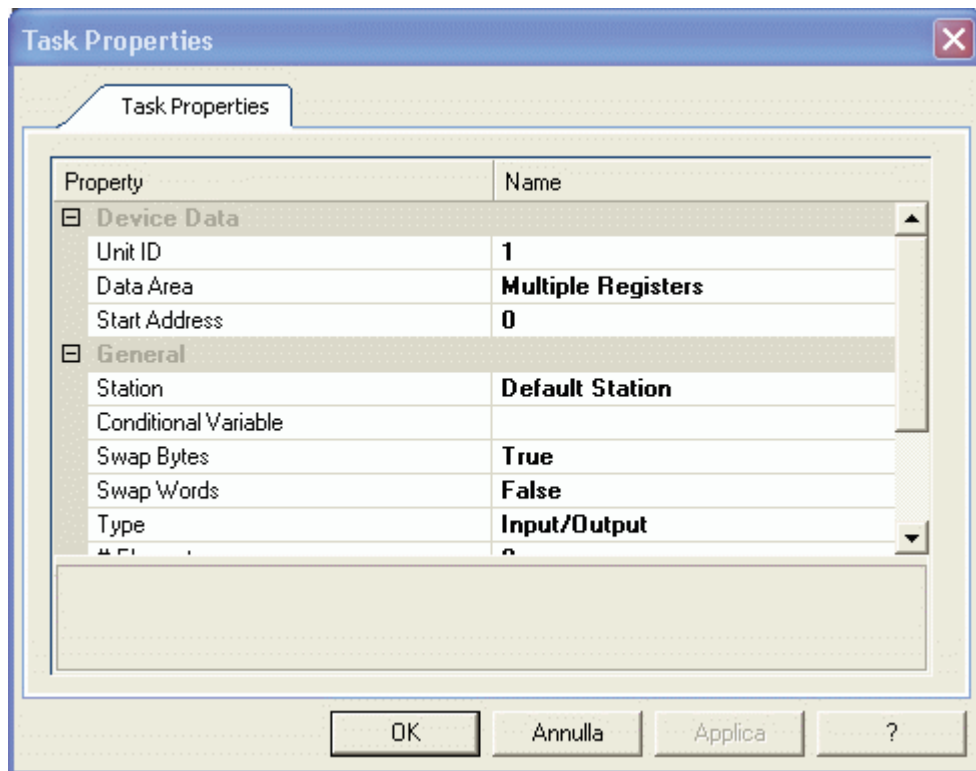 Task Properties
Task Properties
Property Name
Device Data
Unit ID 1
Data Area Multiple Registers
Start Address 0
General
Station Default Station
Conditional Variable
Swap Bytes True
Swap Words False
Type Input/Output
OK Annulla Applica ?